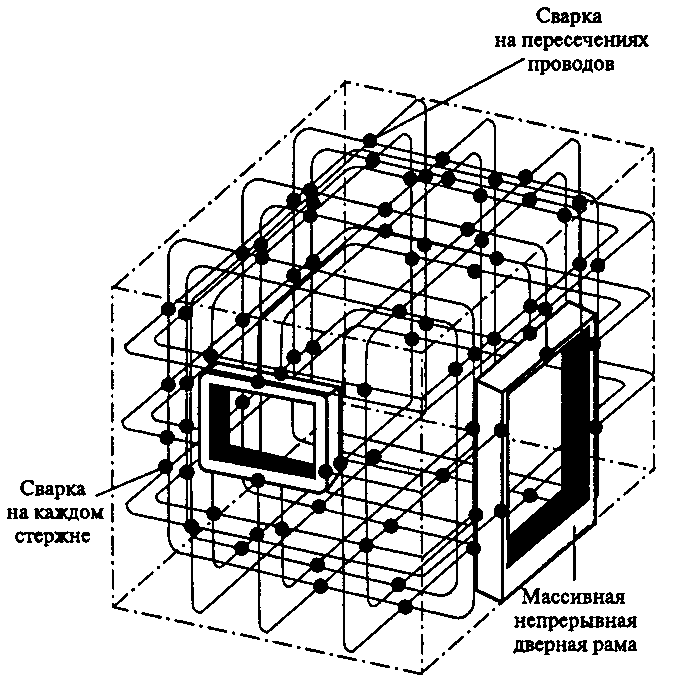 Сварка
на пересечениях
проводов
Сварка
на каждом
стержне
Массивная
непрерывная
дверная рама